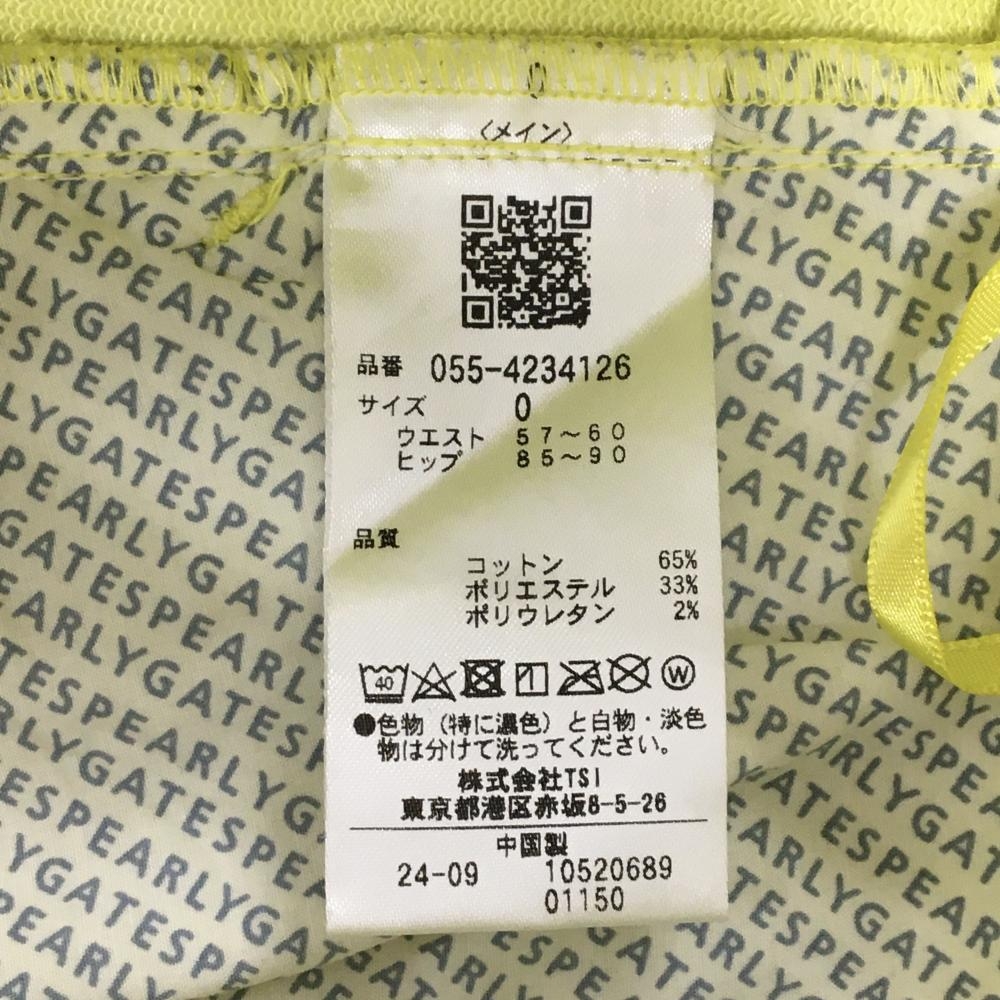 〈メイン〉
品番 055-4234126
サイズ 0
ウエスト 57~60
ヒップ 85~90
品質
コットン 65%
ポリエステル 33%
ポリウレタン 2%
40 W
●色物（特に濃色）と白物・淡色
物は分けて洗ってください。
株式会社TSI
東京都港区赤坂8-5-26
中国製
24-09 10520689
01150
PEARLYGATES